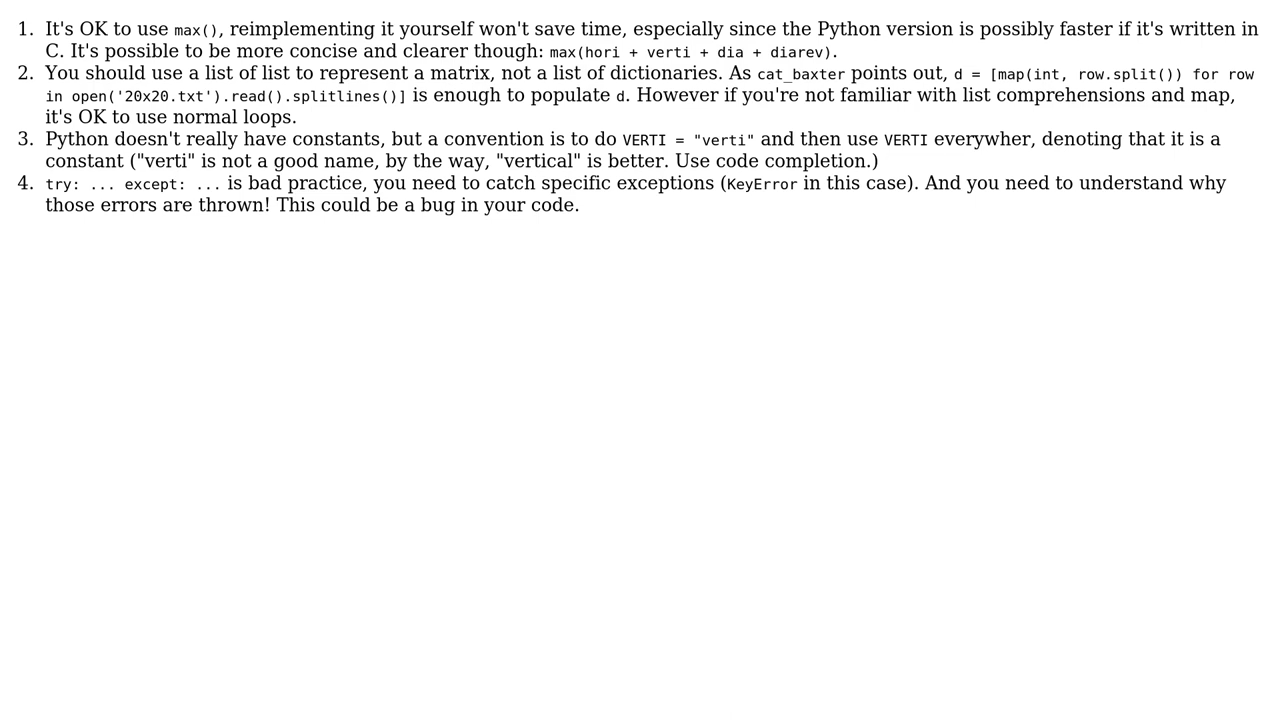 1. It's OK to use max(), reimplementing it yourself won't save time, especially since the Python version is possibly faster if it's written in
C. It's possible to be more concise and clearer though: max(hori + verti + dia + diarev).
2. You should use a list of list to represent a matrix, not a list of dictionaries. As cat_baxter points out, d = [map(int, row.split()) for row
in open('20x20.txt').read().splitlines()] is enough to populate d. However if you're not familiar with list comprehensions and map,
it's OK to use normal loops.
3. Python doesn't really have constants, but a convention is to do VERTI = "verti" and then use VERTI everywher, denoting that it is a
constant ("verti" is not a good name, by the way, "vertical" is better. Use code completion.)
4. try: ... except: ... is bad practice, you need to catch specific exceptions (KeyError in this case). And you need to understand why
those errors are thrown! This could be a bug in your code.